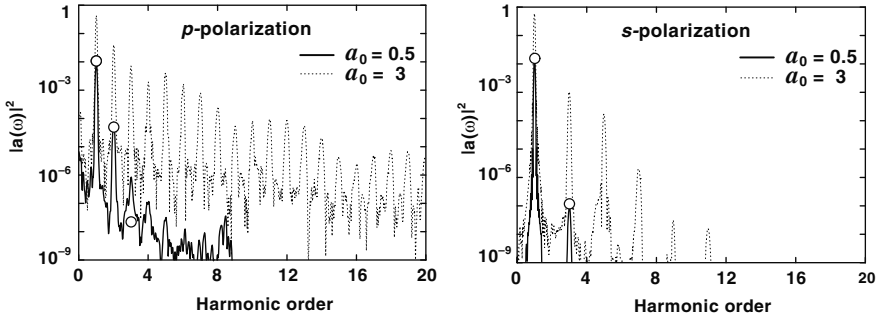 p-polarization
a₀ = 0.5
a₀ = 3
1
10⁻³
10⁻⁶
10⁻⁹
|a(ω)|²
0 4 8 12 16 20
Harmonic order
s-polarization
a₀ = 0.5
a₀ = 3
1
10⁻³
10⁻⁶
10⁻⁹
|a(ω)|²
0 4 8 12 16 20
Harmonic order